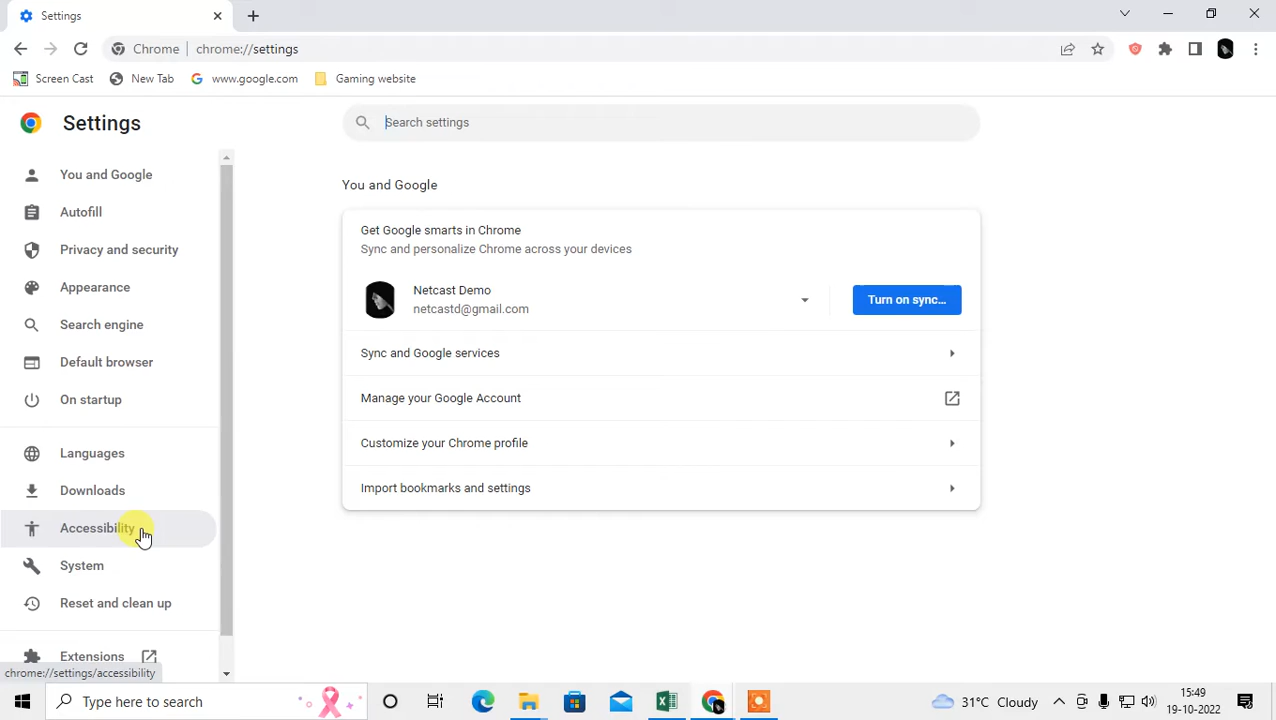 Settings
Chrome chrome://settings
Screen Cast New Tab www.google.com Gaming website
Settings
Search settings
You and Google
Autofill
Privacy and security
Appearance
Search engine
Default browser
On startup
Languages
Downloads
Accessibility
System
Reset and clean up
Extensions
chrome://settings/accessibility
You and Google
Get Google smarts in Chrome
Sync and personalize Chrome across your devices
Netcast Demo
netcastd@gmail.com
Turn on sync...
Sync and Google services
Manage your Google Account
Customize your Chrome profile
Import bookmarks and settings
Type here to search
31°C Cloudy
15:49
19-10-2022